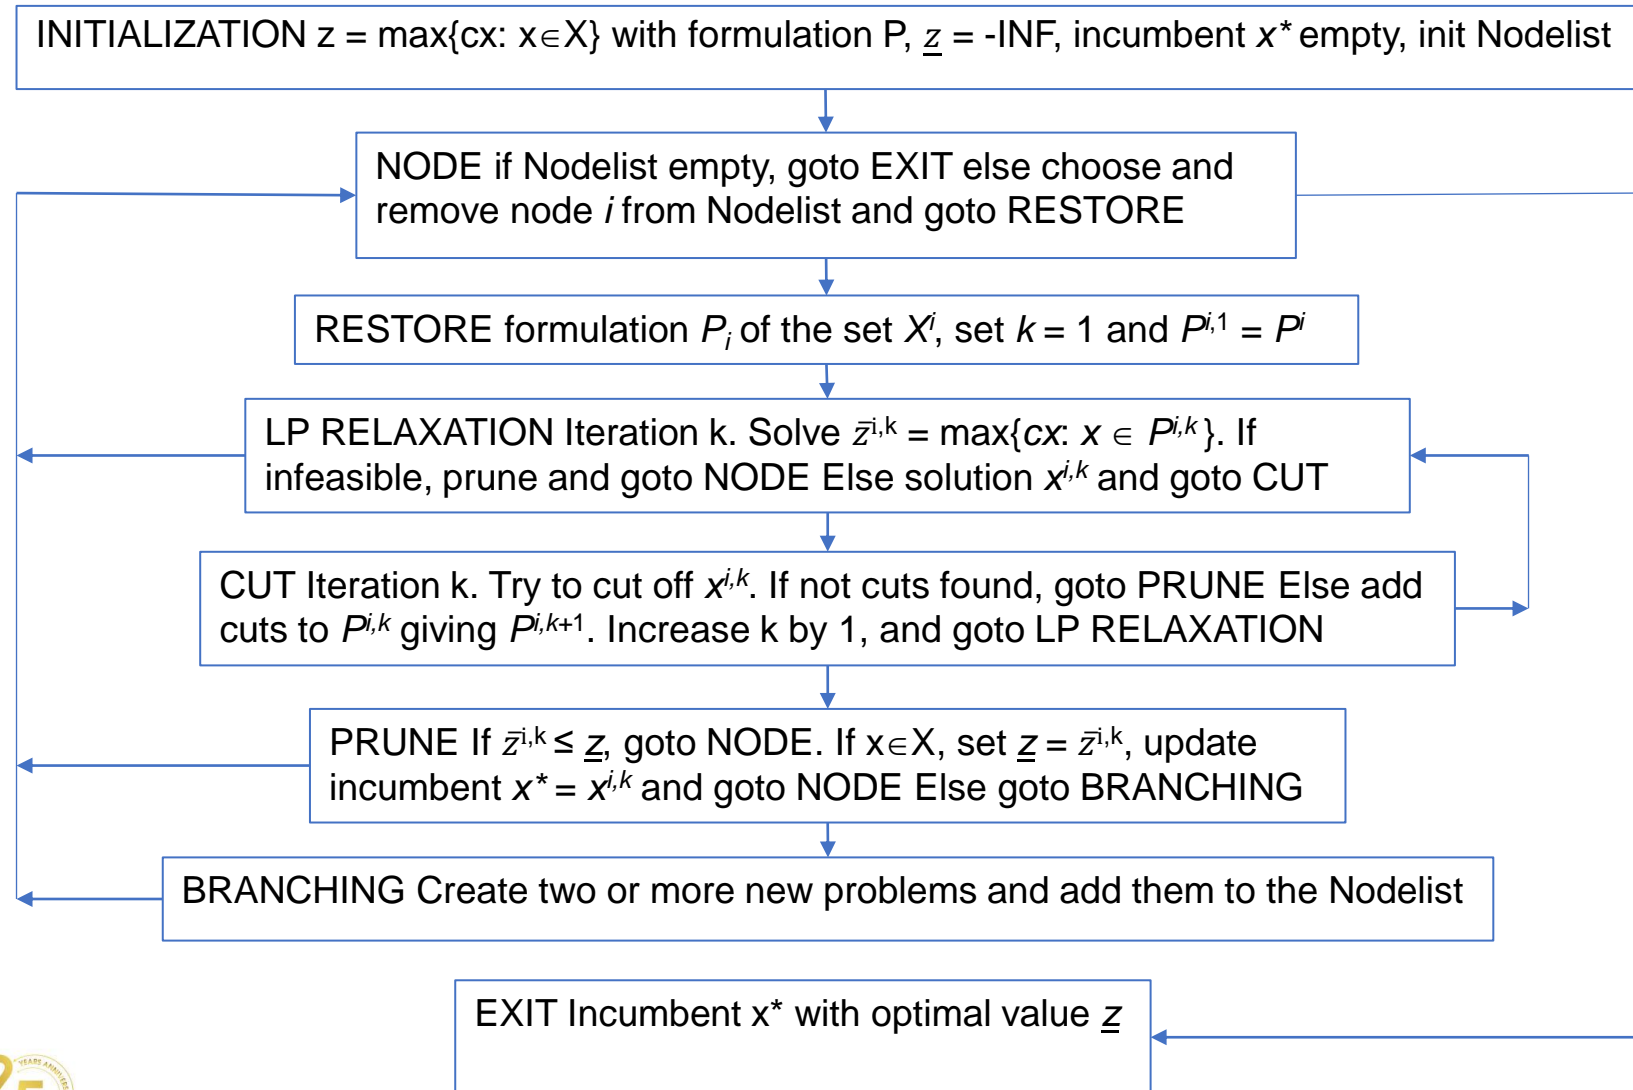 INITIALIZATION z = max{cx: x∈X} with formulation P, z̲ = -INF, incumbent x* empty, init Nodelist
NODE if Nodelist empty, goto EXIT else choose and
remove node i from Nodelist and goto RESTORE
RESTORE formulation Pᵢ of the set Xⁱ, set k = 1 and Pⁱ,¹ = Pⁱ
LP RELAXATION Iteration k. Solve z̄ⁱ,ᵏ = max{cx: x ∈ Pⁱ,ᵏ}. If
infeasible, prune and goto NODE Else solution xⁱ,ᵏ and goto CUT
CUT Iteration k. Try to cut off xⁱ,ᵏ. If not cuts found, goto PRUNE Else add
cuts to Pⁱ,ᵏ giving Pⁱ,ᵏ⁺¹. Increase k by 1, and goto LP RELAXATION
PRUNE If z̄ⁱ,ᵏ ≤ z̲, goto NODE. If x∈X, set z̲ = z̄ⁱ,ᵏ, update
incumbent x* = xⁱ,ᵏ and goto NODE Else goto BRANCHING
BRANCHING Create two or more new problems and add them to the Nodelist
EXIT Incumbent x* with optimal value z̲